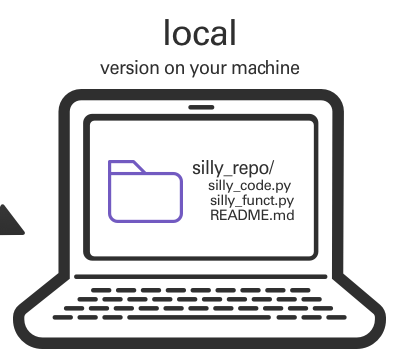 local
version on your machine
silly_repo/
silly_code.py
silly_funct.py
README.md